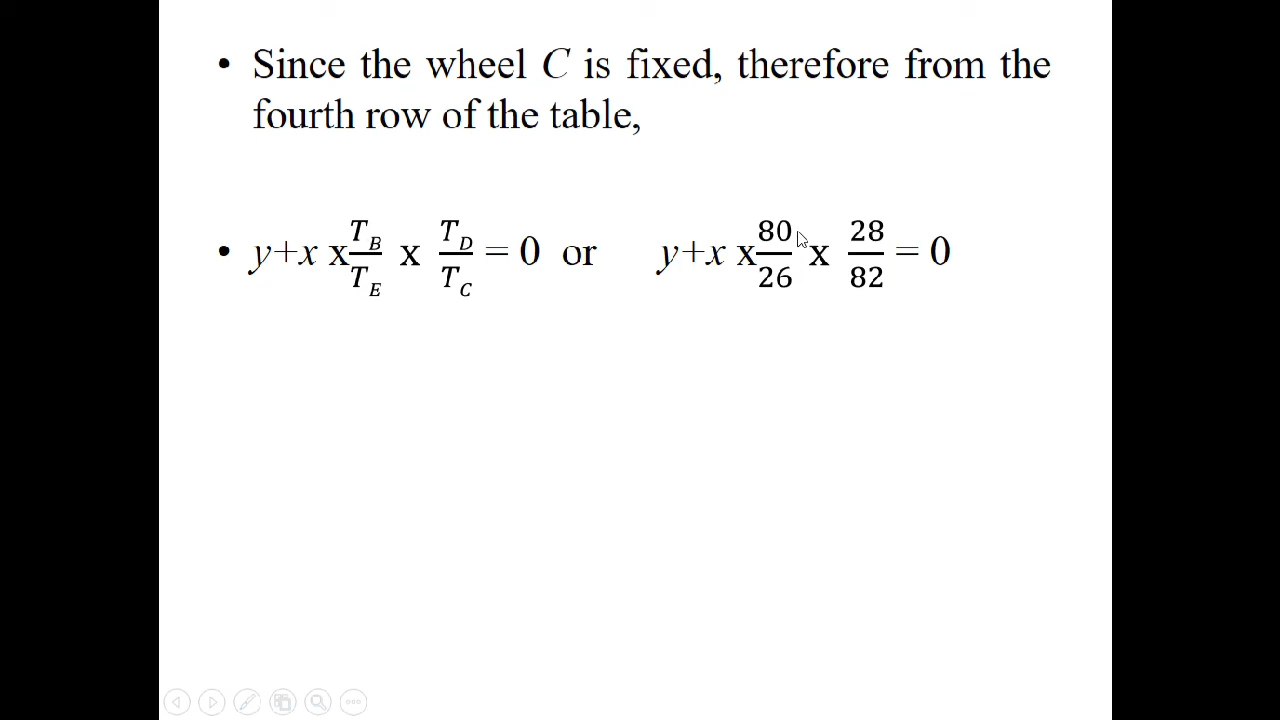 • Since the wheel C is fixed, therefore from the
fourth row of the table,
• y+x x T_B/T_E x T_D/T_C = 0 or y+x x 80/26 x 28/82 = 0